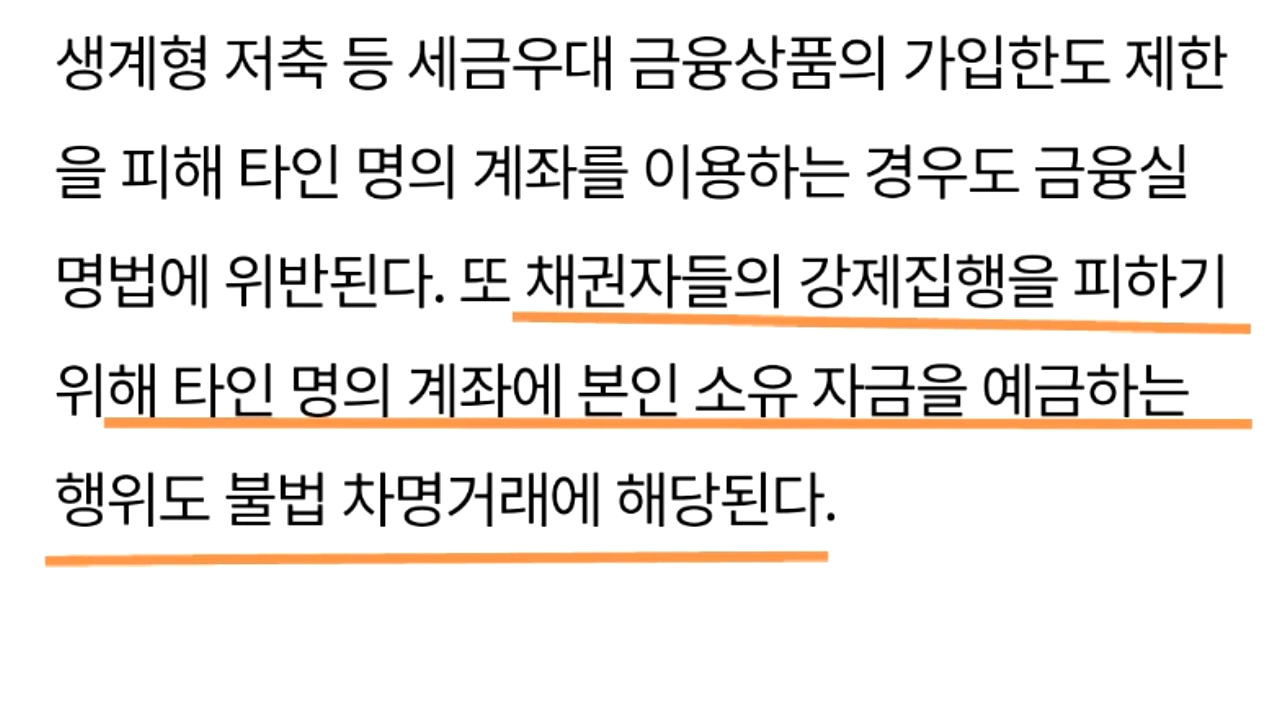 생계형 저축 등 세금우대 금융상품의 가입한도 제한
을 피해 타인 명의 계좌를 이용하는 경우도 금융실
명법에 위반된다. 또 채권자들의 강제집행을 피하기
위해 타인 명의 계좌에 본인 소유 자금을 예금하는
행위도 불법 차명거래에 해당된다.